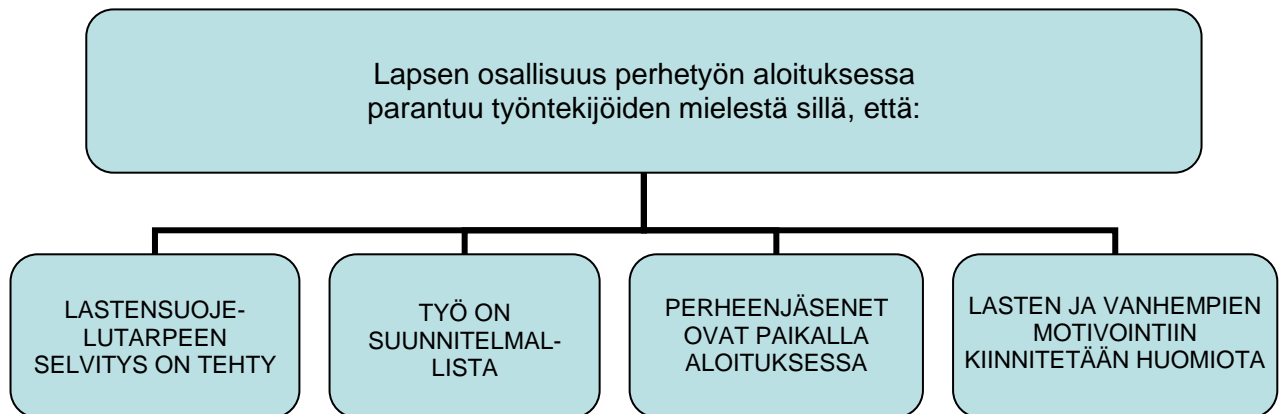 Lapsen osallisuus perhetyön aloituksessa
parantuu työntekijöiden mielestä sillä, että:
LASTENSUOJE-
LUTARPEEN
SELVITYS ON TEHTY
TYÖ ON
SUUNNITELMAL-
LISTA
PERHEENJÄSENET
OVAT PAIKALLA
ALOITUKSESSA
LASTEN JA VANHEMPIEN
MOTIVOINTIIN
KIINNITETÄÄN HUOMIOTA